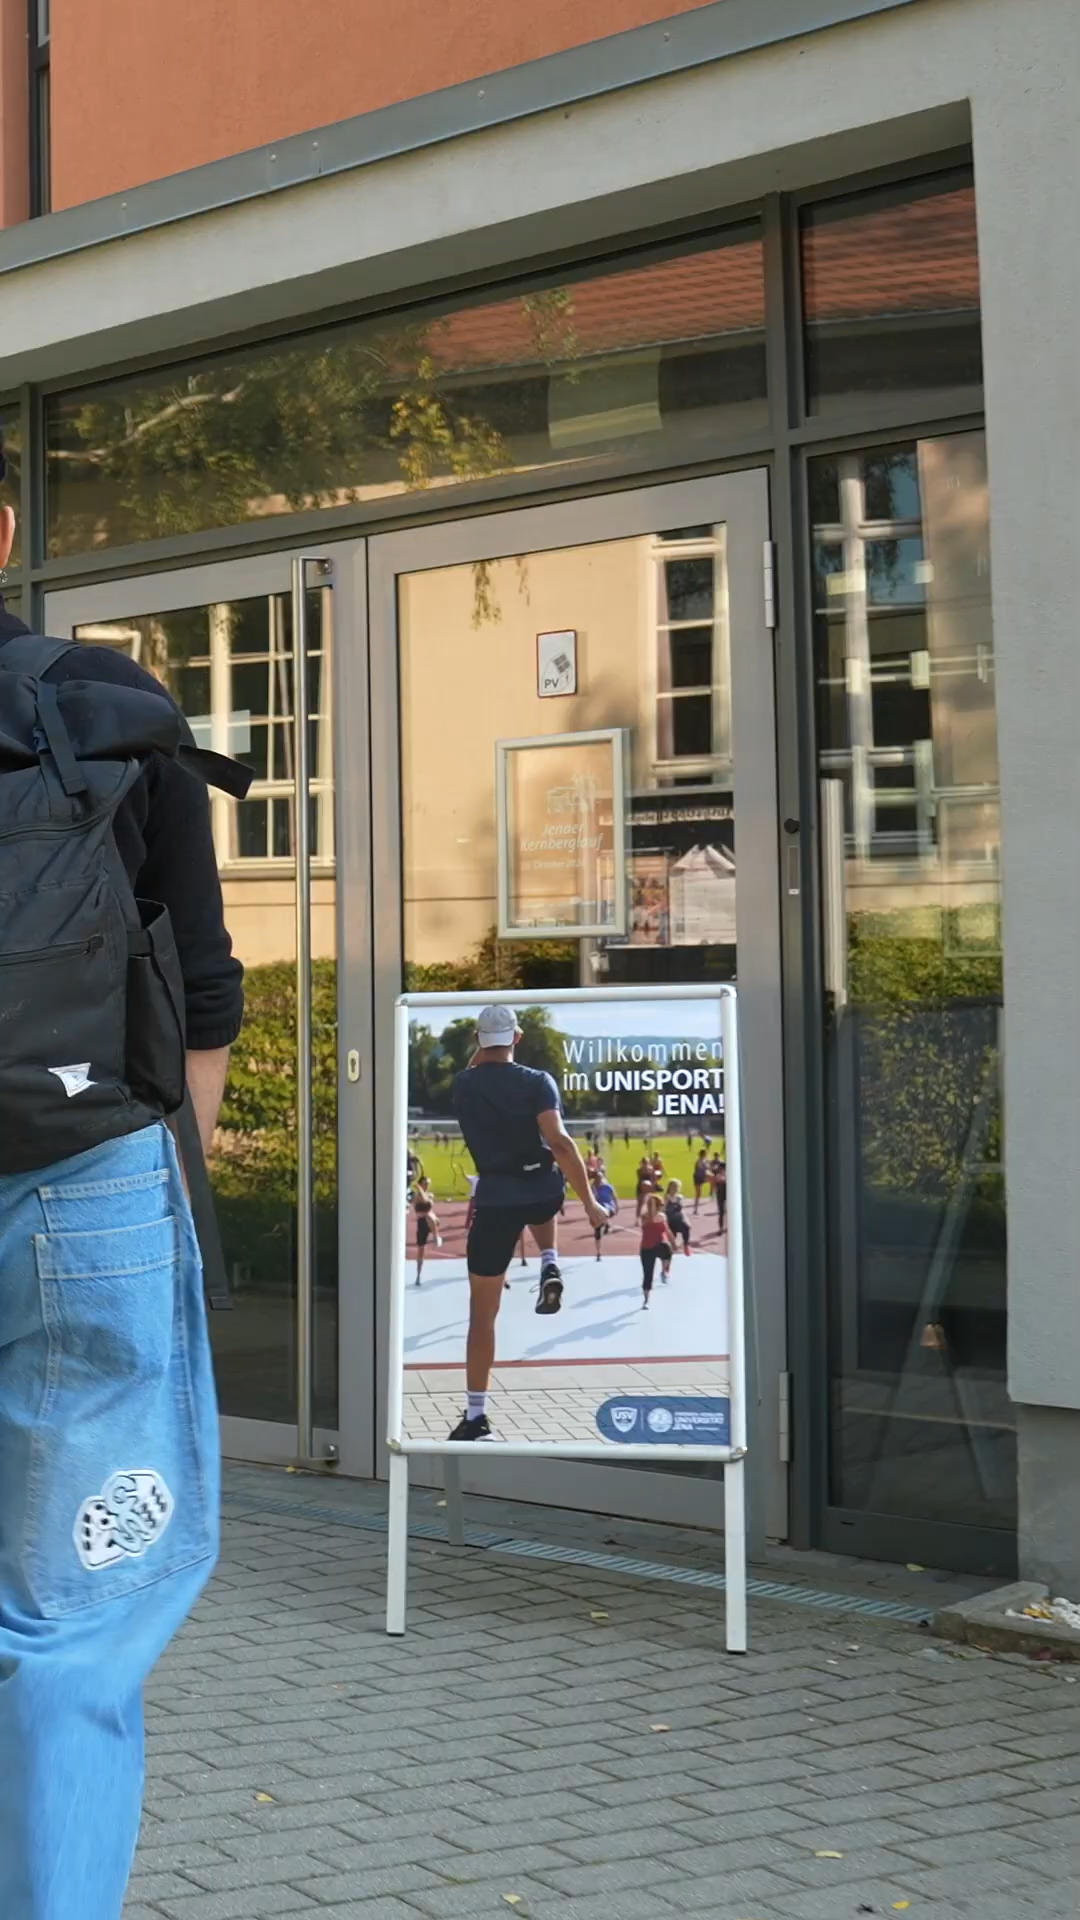 PV
Jenaer
Kernberglauf
Willkommen
im UNISPORT
JENA!
USV
UNIVERSITÄT
JENA